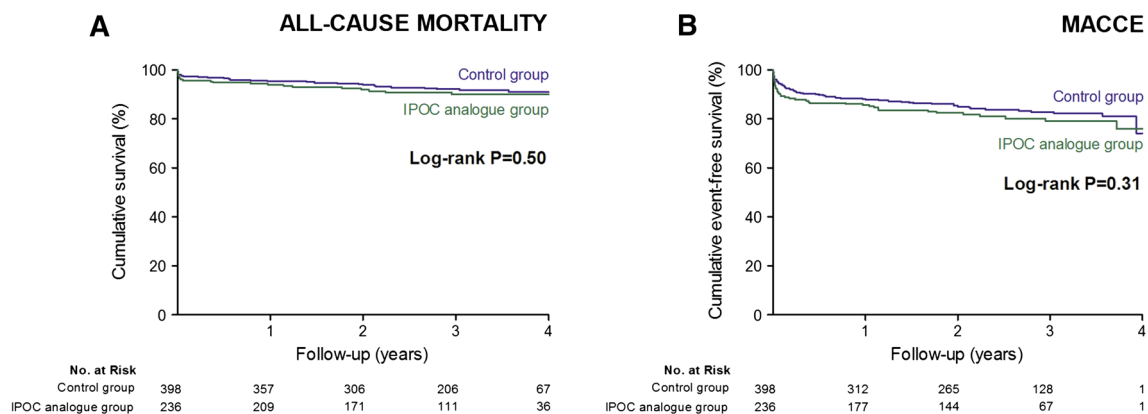 A
ALL-CAUSE MORTALITY
Cumulative survival (%)
100
80
60
40
20
0
Control group
IPOC analogue group
Log-rank P=0.50
1 2 3 4
Follow-up (years)
No. at Risk
Control group 398 357 306 206 67
IPOC analogue group 236 209 171 111 36
B
MACCE
Cumulative event-free survival (%)
100
80
60
40
20
0
Control group
IPOC analogue group
Log-rank P=0.31
1 2 3 4
Follow-up (years)
No. at Risk
Control group 398 312 265 128 1
IPOC analogue group 236 177 144 67 1